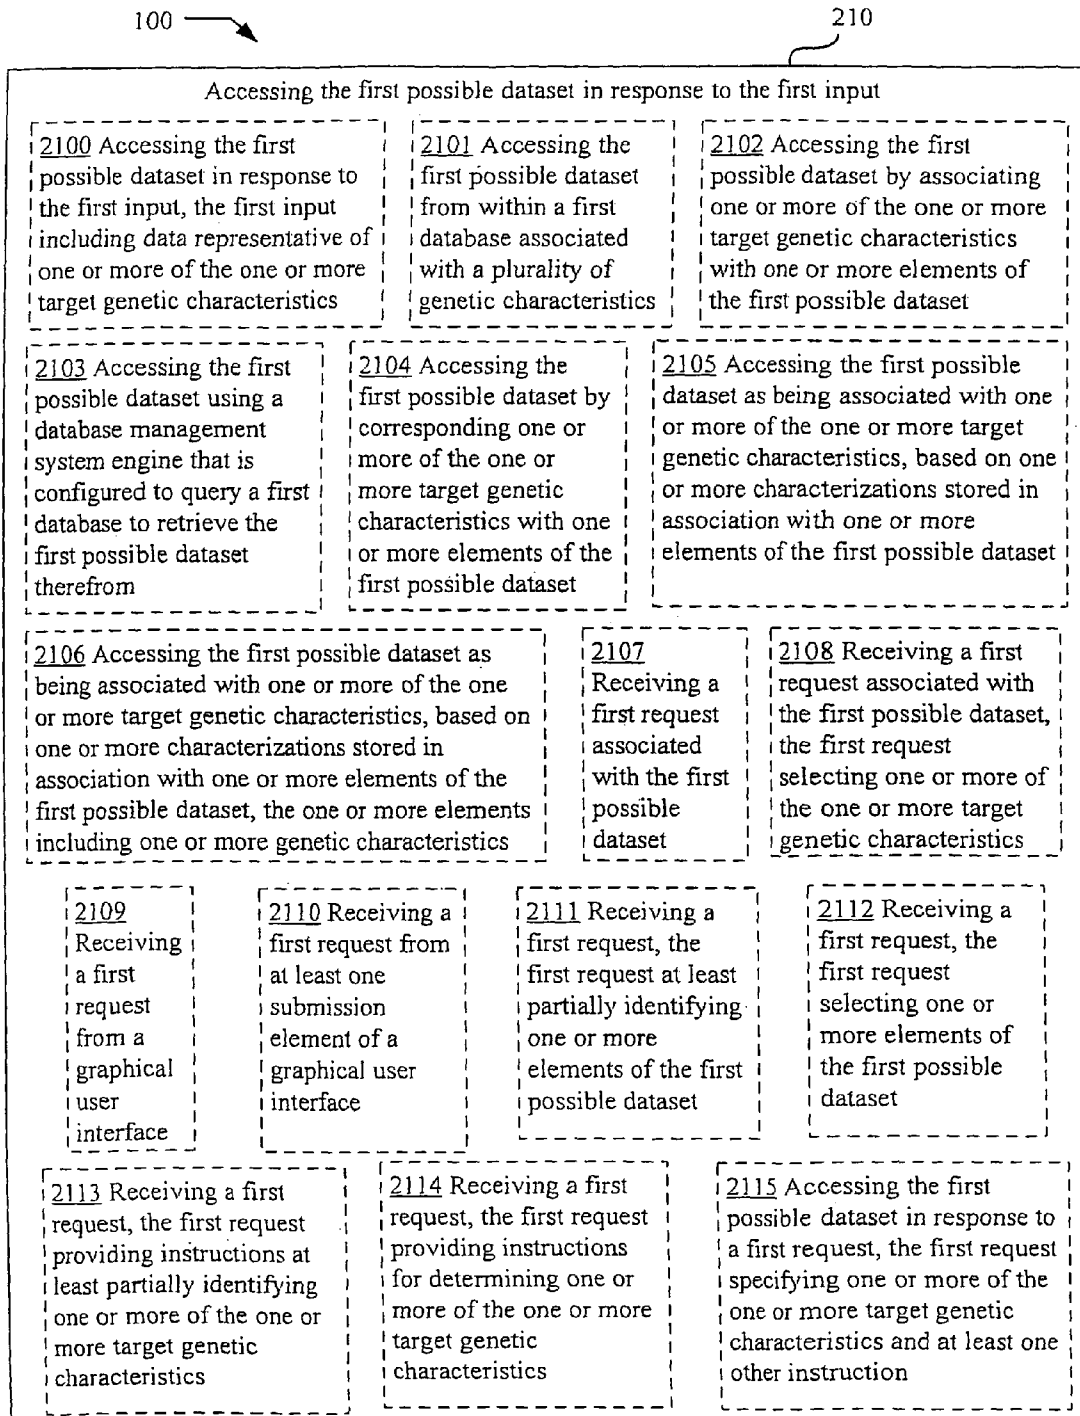 100
210
Accessing the first possible dataset in response to the first input
2100 Accessing the first
possible dataset in response to
the first input, the first input
including data representative of
one or more of the one or more
target genetic characteristics
2101 Accessing the
first possible dataset
from within a first
database associated
with a plurality of
genetic characteristics
2102 Accessing the first
possible dataset by associating
one or more of the one or more
target genetic characteristics
with one or more elements of
the first possible dataset
2103 Accessing the first
possible dataset using a
database management
system engine that is
configured to query a first
database to retrieve the
first possible dataset
therefrom
2104 Accessing the
first possible dataset by
corresponding one or
more of the one or
more target genetic
characteristics with one
or more elements of the
first possible dataset
2105 Accessing the first possible
dataset as being associated with one
or more of the one or more target
genetic characteristics, based on one
or more characterizations stored in
association with one or more
elements of the first possible dataset
2106 Accessing the first possible dataset as
being associated with one or more of the one
or more target genetic characteristics, based on
one or more characterizations stored in
association with one or more elements of the
first possible dataset, the one or more elements
including one or more genetic characteristics
2107
Receiving a
first request
associated
with the first
possible
dataset
2108 Receiving a first
request associated with
the first possible dataset,
the first request
selecting one or more of
the one or more target
genetic characteristics
2109
Receiving
a first
request
from a
graphical
user
interface
2110 Receiving a
first request from
at least one
submission
element of a
graphical user
interface
2111 Receiving a
first request, the
first request at least
partially identifying
one or more
elements of the first
possible dataset
2112 Receiving a
first request, the
first request
selecting one or
more elements of
the first possible
dataset
2113 Receiving a first
request, the first request
providing instructions at
least partially identifying
one or more of the one or
more target genetic
characteristics
2114 Receiving a first
request, the first request
providing instructions
for determining one or
more of the one or more
target genetic
characteristics
2115 Accessing the first
possible dataset in response to
a first request, the first request
specifying one or more of the
one or more target genetic
characteristics and at least one
other instruction